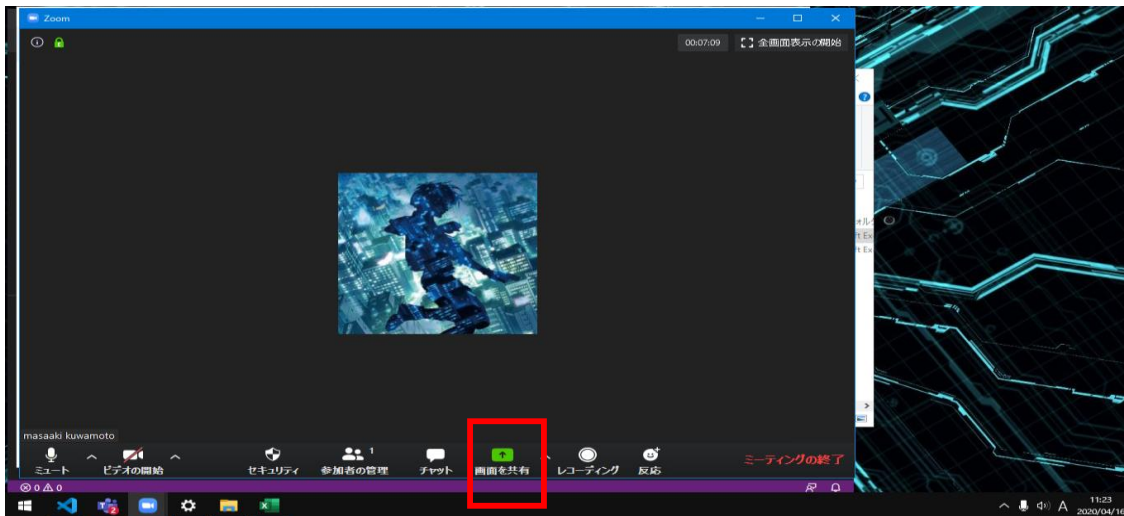 Zoom
00:07:09 全画面表示の開始
masaaki kuwamoto
1
ミュート ビデオの開始 セキュリティ 参加者の管理 チャット 画面を共有 レコーディング 反応 ミーティングの終了
0 0
A 11:23
2020/04/16